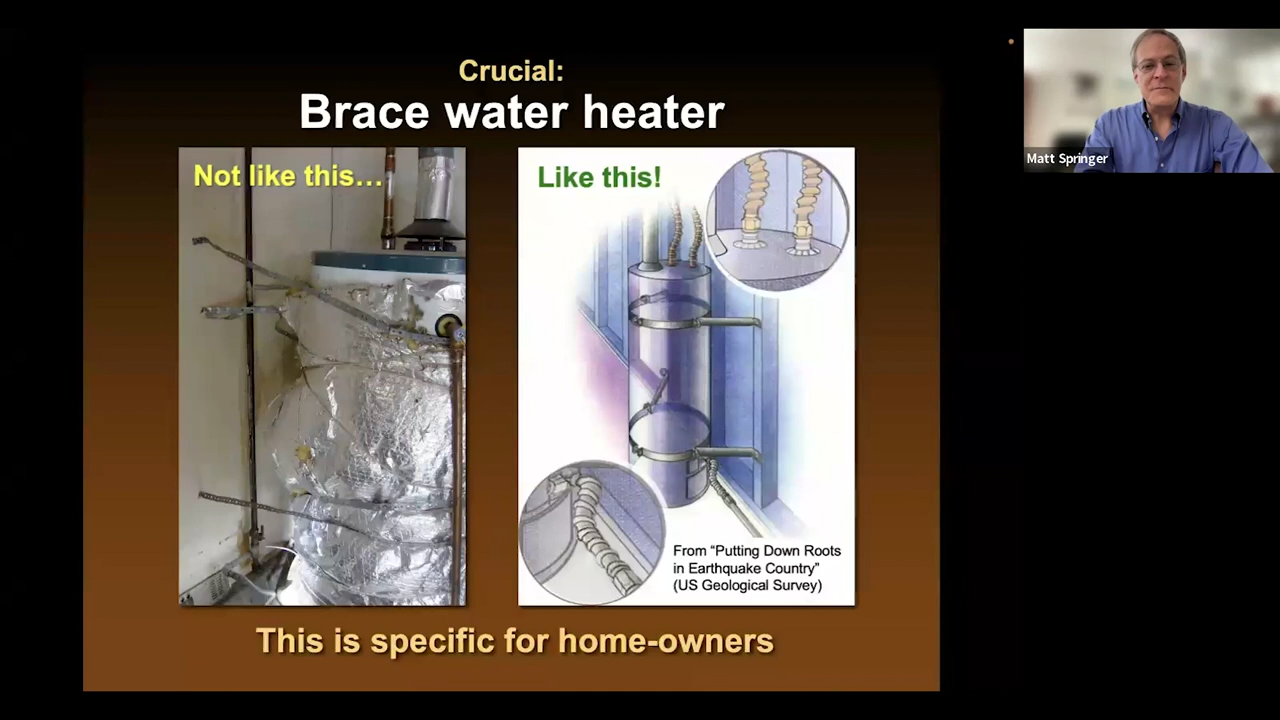 Crucial:
Brace water heater
Not like this…
Like this!
From “Putting Down Roots
in Earthquake Country”
(US Geological Survey)
This is specific for home-owners
Matt Springer